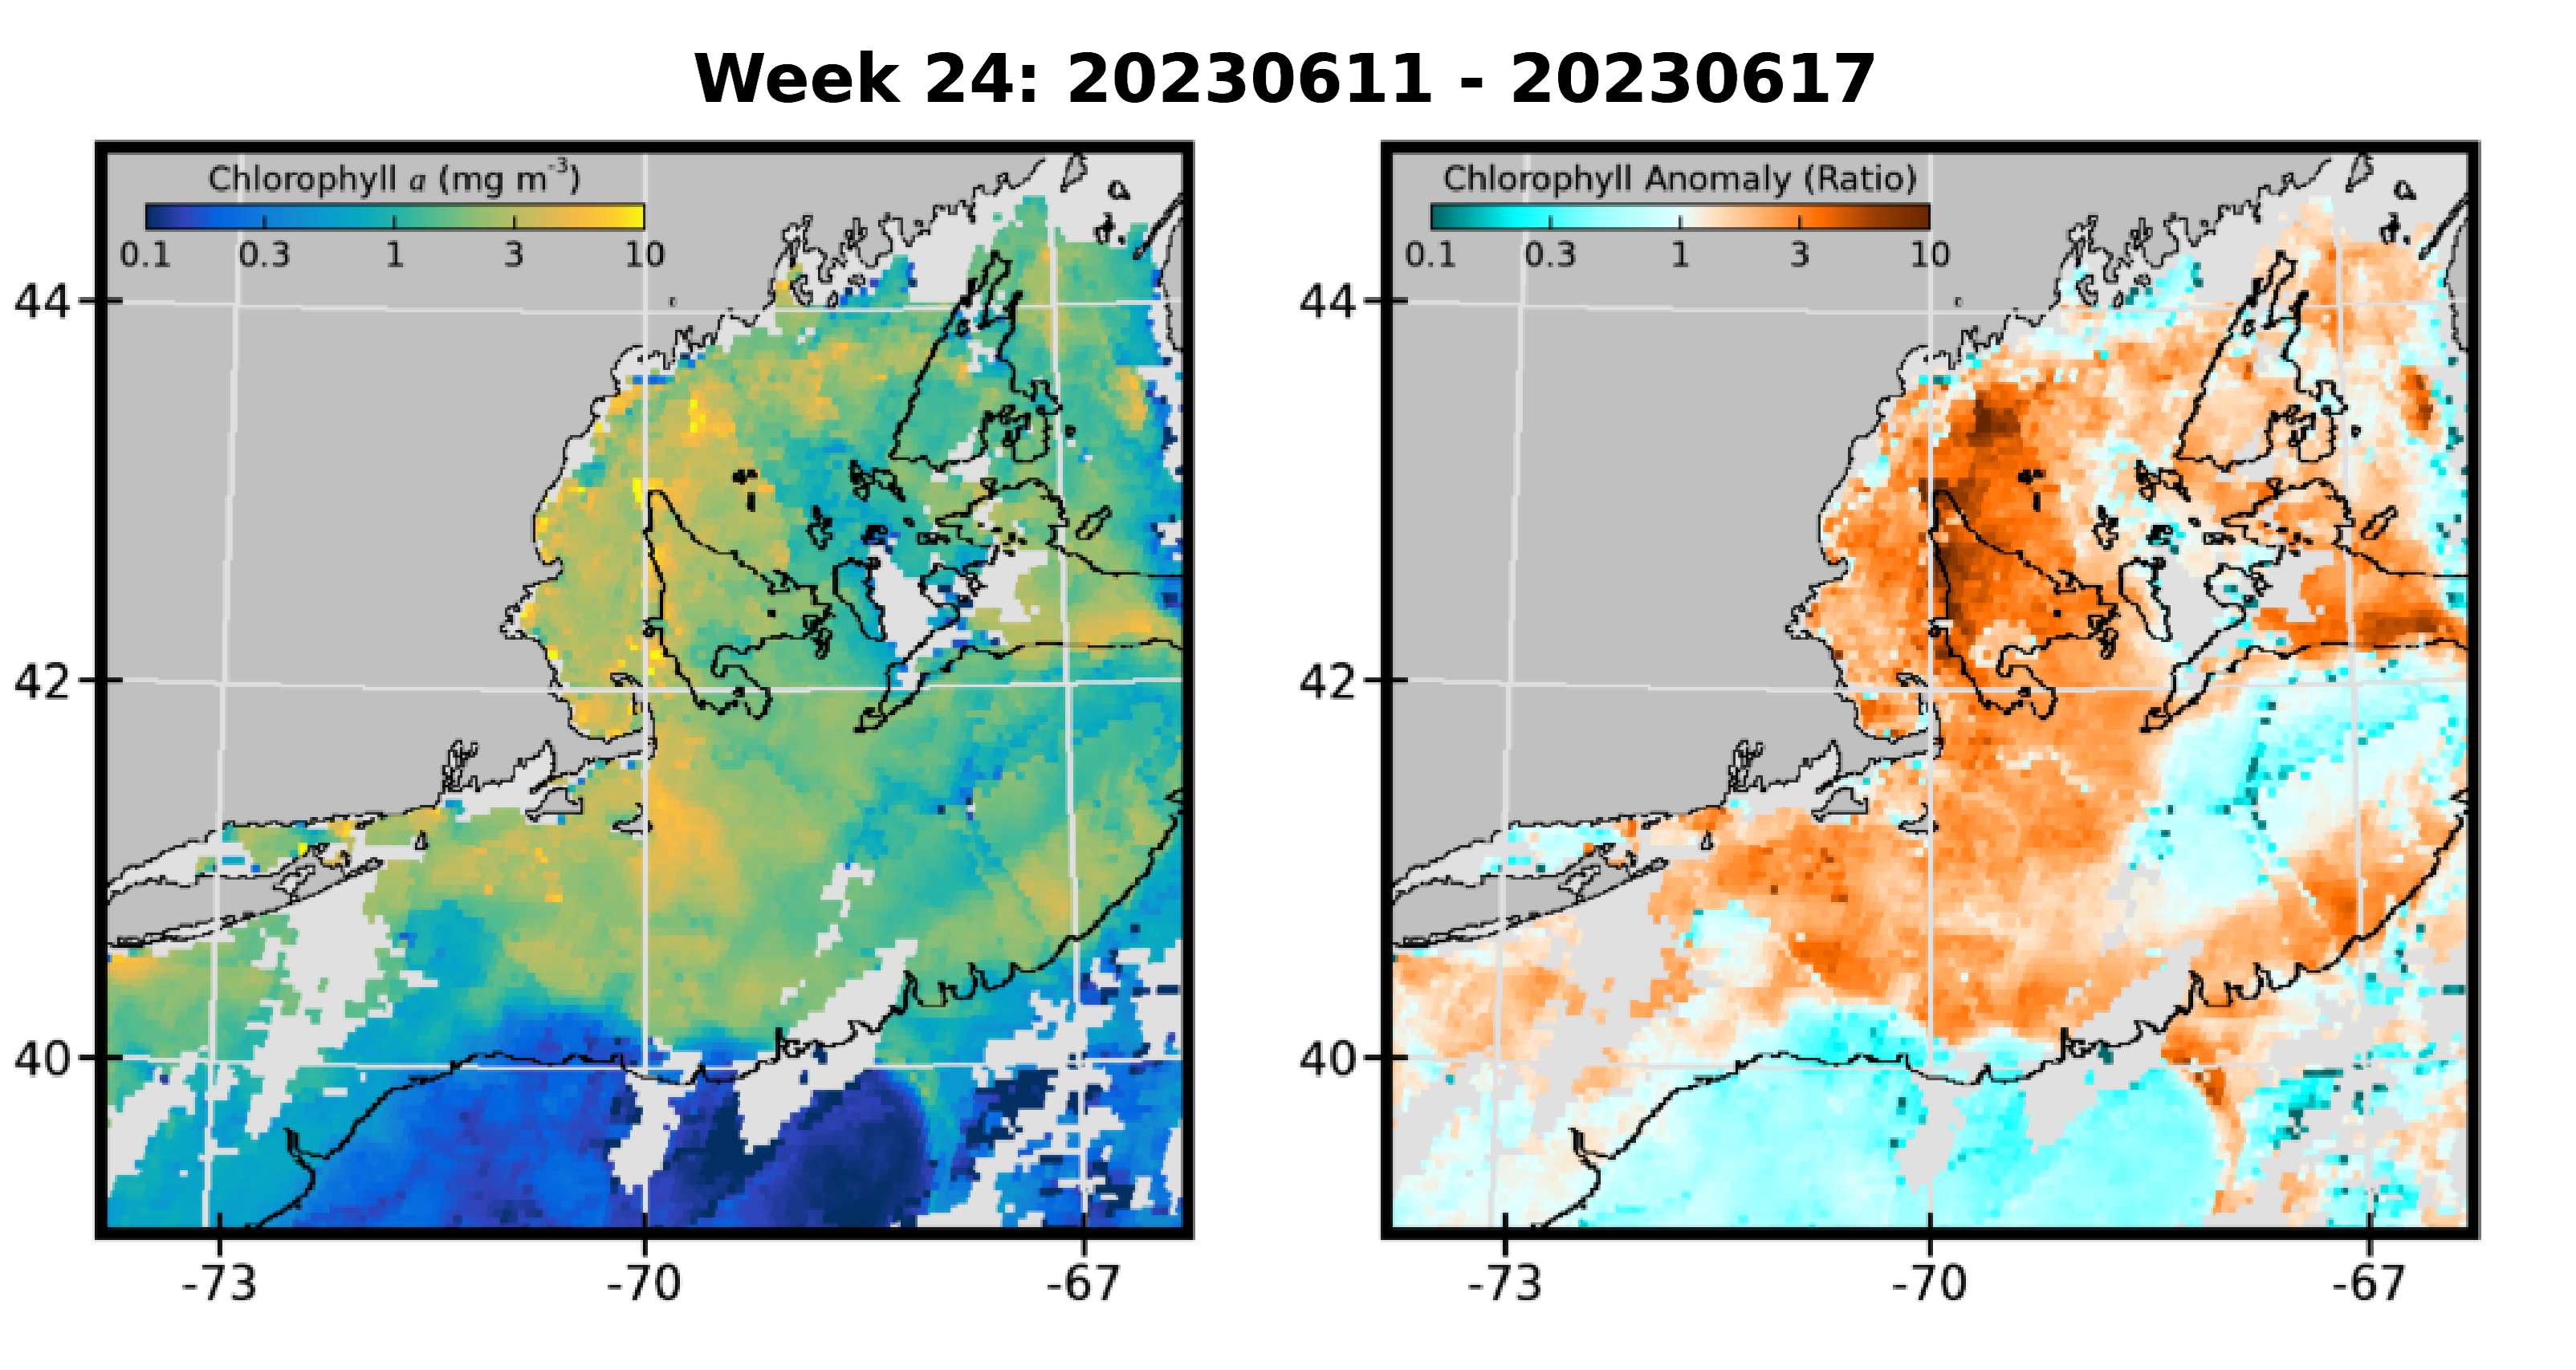 Week 24: 20230611 - 20230617
Chlorophyll a (mg m-3)
0.1 0.3 1 3 10
44
42
40
-73 -70 -67
Chlorophyll Anomaly (Ratio)
0.1 0.3 1 3 10
44
42
40
-73 -70 -67